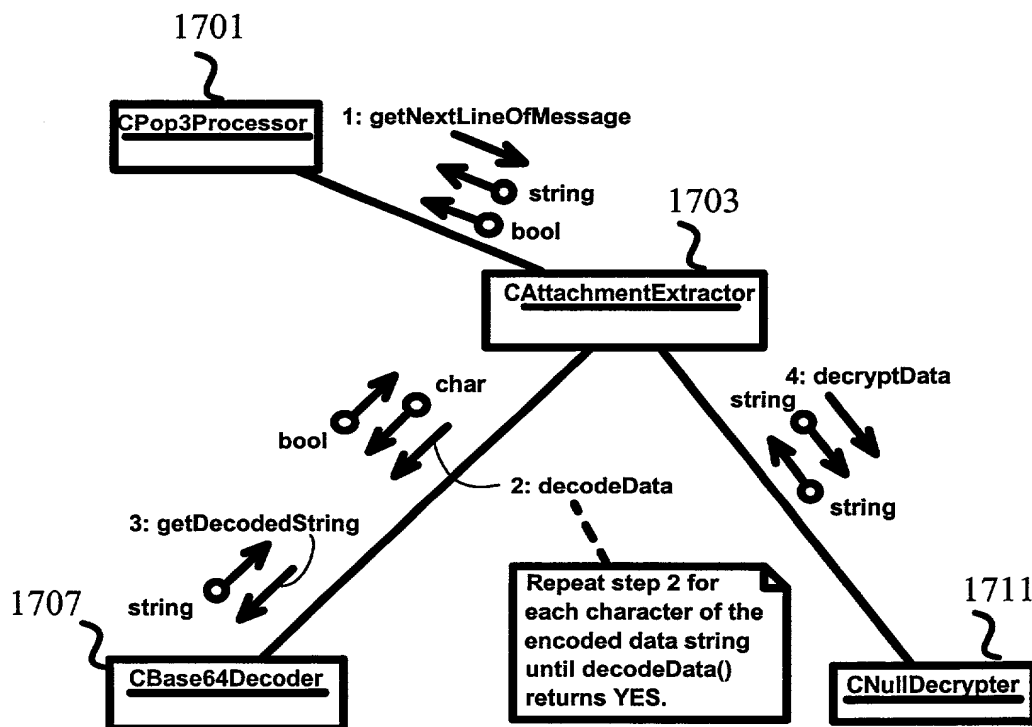 1701
CPop3Processor
1: getNextLineOfMessage
string
bool
1703
CAttachmentExtractor
char
bool
4: decryptData
string
string
2: decodeData
3: getDecodedString
string
1707
CBase64Decoder
Repeat step 2 for
each character of the
encoded data string
until decodeData()
returns YES.
1711
CNullDecrypter